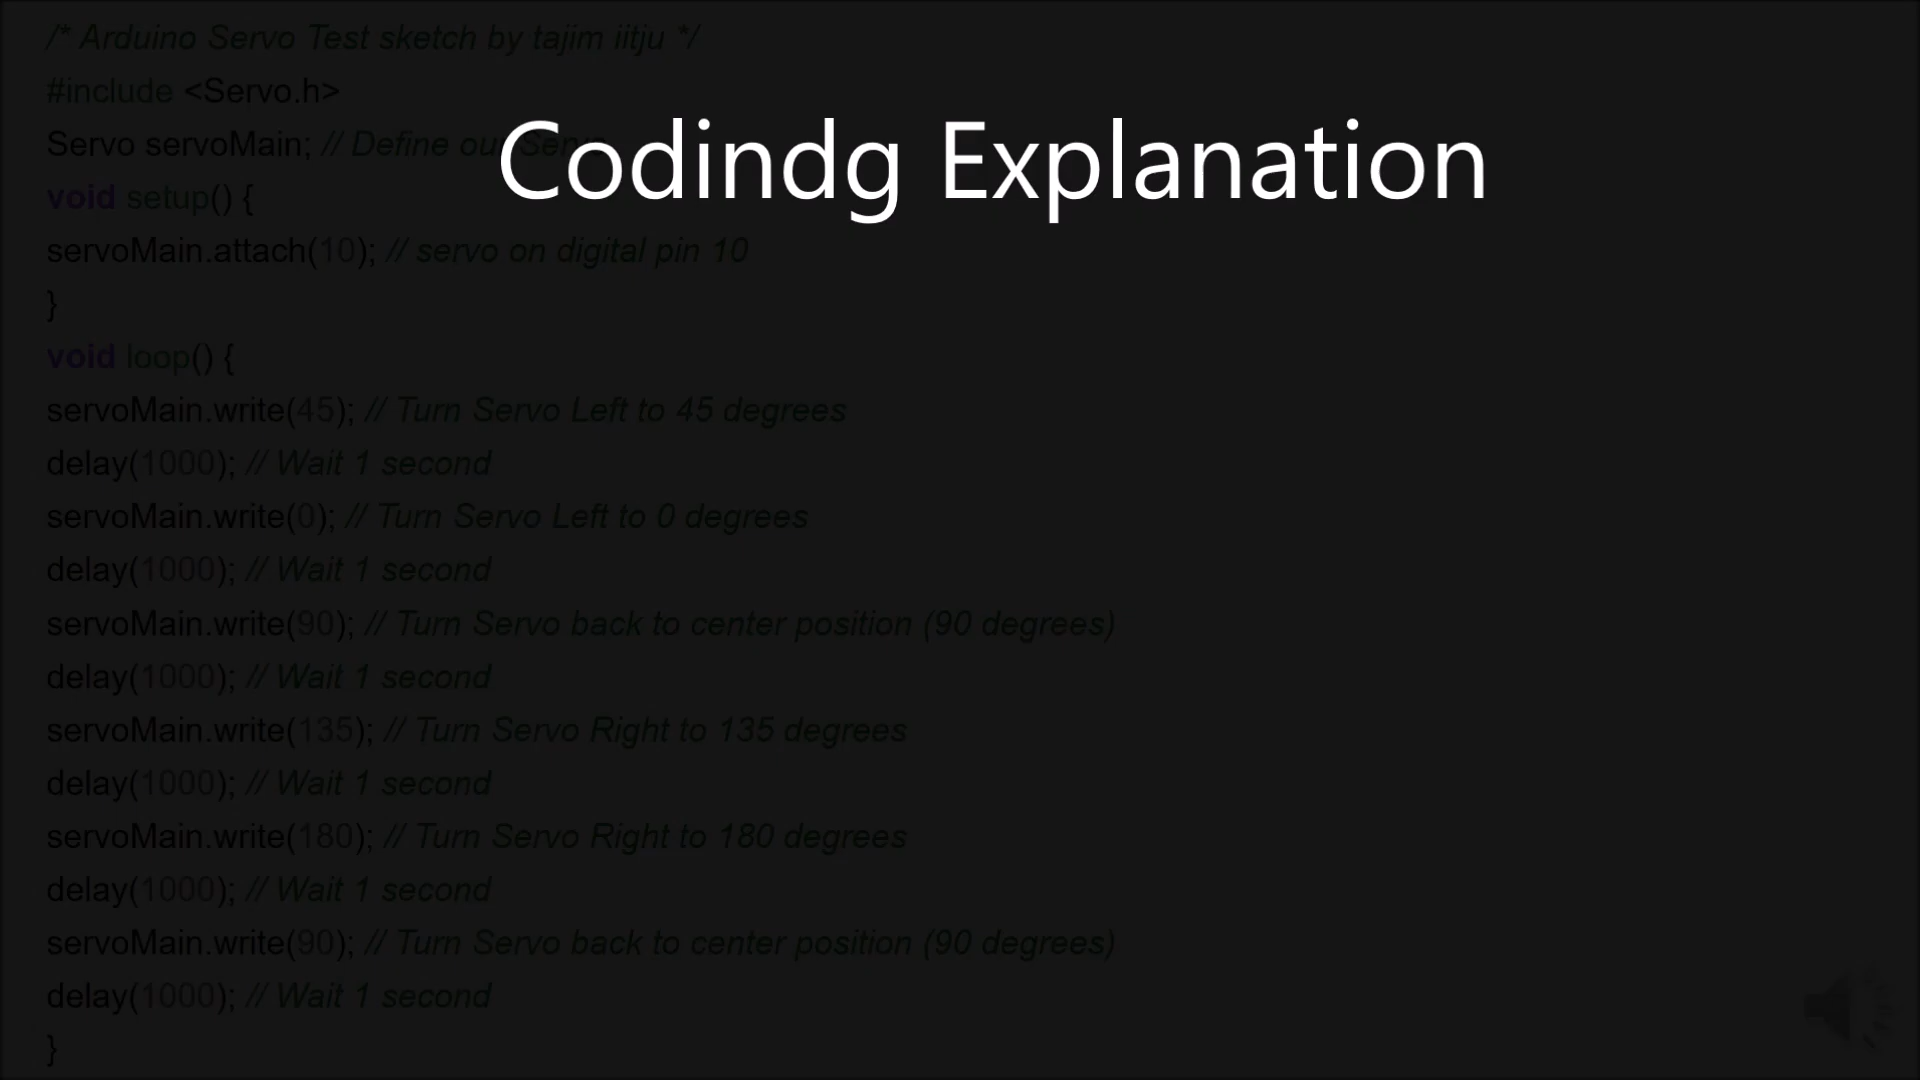 /* Arduino Servo Test sketch by tajim iitju */
#include <Servo.h>
Servo servoMain; // Define our Servo
Codindg Explanation
void setup() {
servoMain.attach(10); // servo on digital pin 10
}
void loop() {
servoMain.write(45); // Turn Servo Left to 45 degrees
delay(1000); // Wait 1 second
servoMain.write(0); // Turn Servo Left to 0 degrees
delay(1000); // Wait 1 second
servoMain.write(90); // Turn Servo back to center position (90 degrees)
delay(1000); // Wait 1 second
servoMain.write(135); // Turn Servo Right to 135 degrees
delay(1000); // Wait 1 second
servoMain.write(180); // Turn Servo Right to 180 degrees
delay(1000); // Wait 1 second
servoMain.write(90); // Turn Servo back to center position (90 degrees)
delay(1000); // Wait 1 second
}